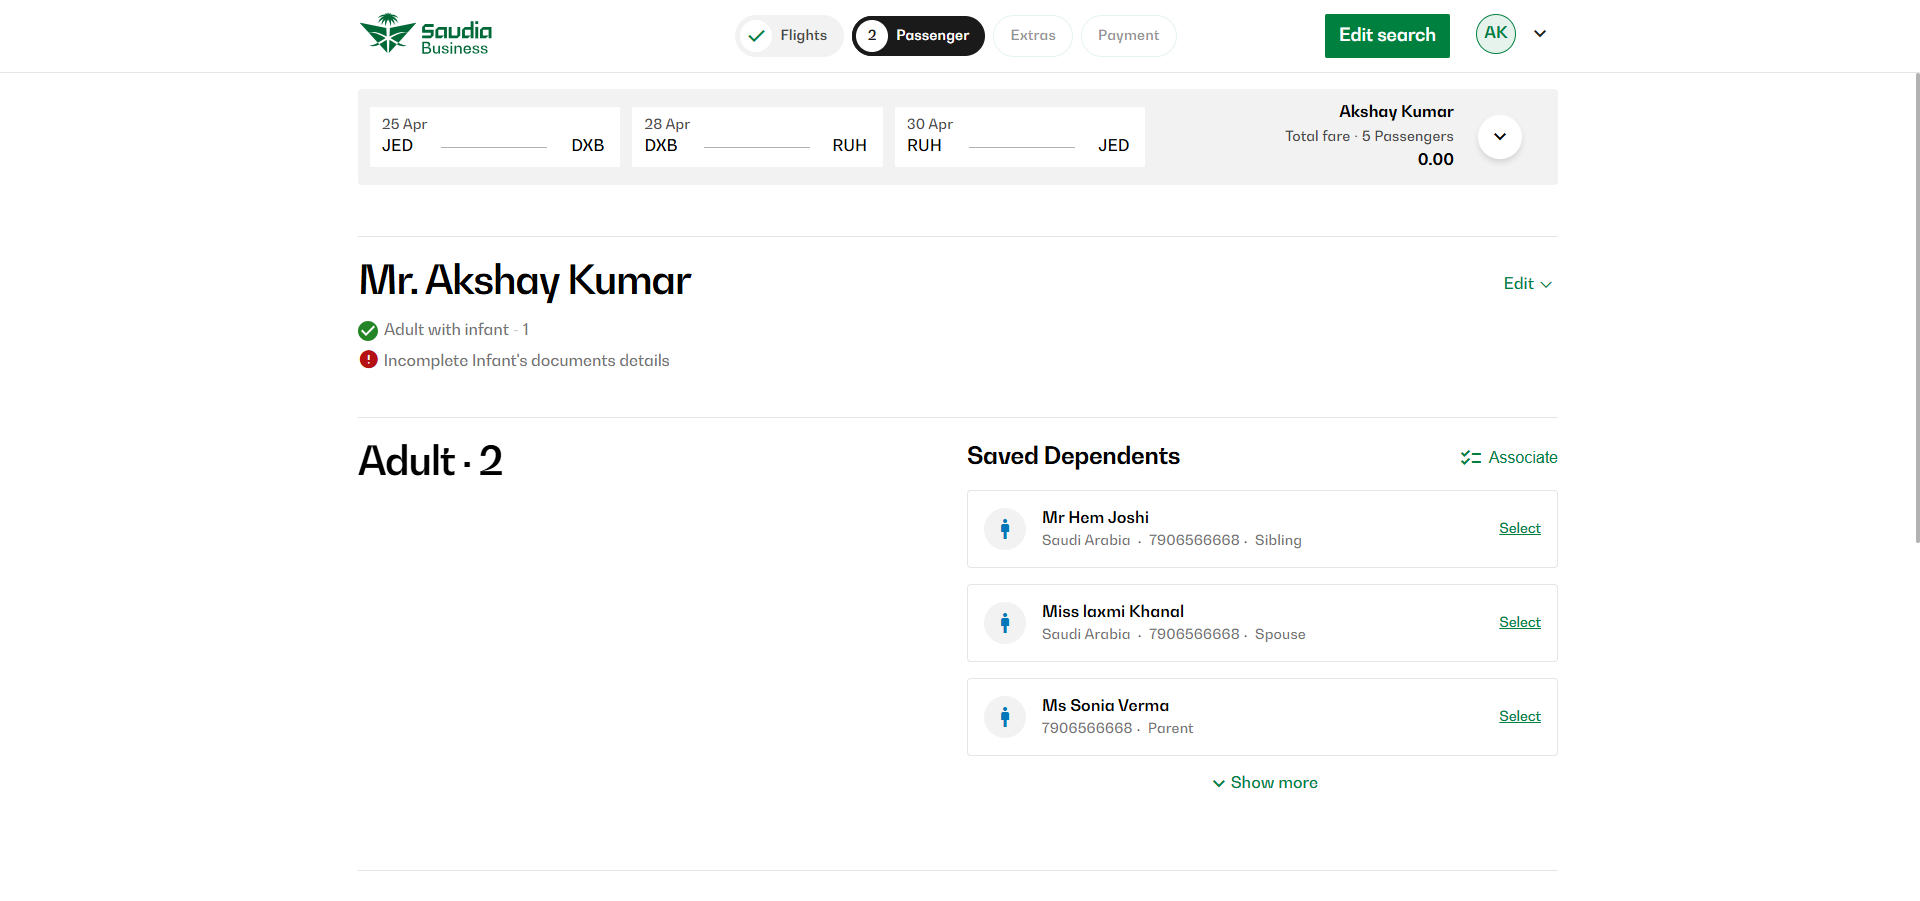 Saudia
Business
Flights
2 Passenger
Extras
Payment
Edit search
AK
25 Apr
JED DXB
28 Apr
DXB RUH
30 Apr
RUH JED
Akshay Kumar
Total fare · 5 Passengers
0.00
Mr. Akshay Kumar
Edit
Adult with infant - 1
Incomplete Infant's documents details
Adult · 2
Saved Dependents
Associate
Mr Hem Joshi
Saudi Arabia · 7906566668 · Sibling
Select
Miss laxmi Khanal
Saudi Arabia · 7906566668 · Spouse
Select
Ms Sonia Verma
7906566668 · Parent
Select
Show more